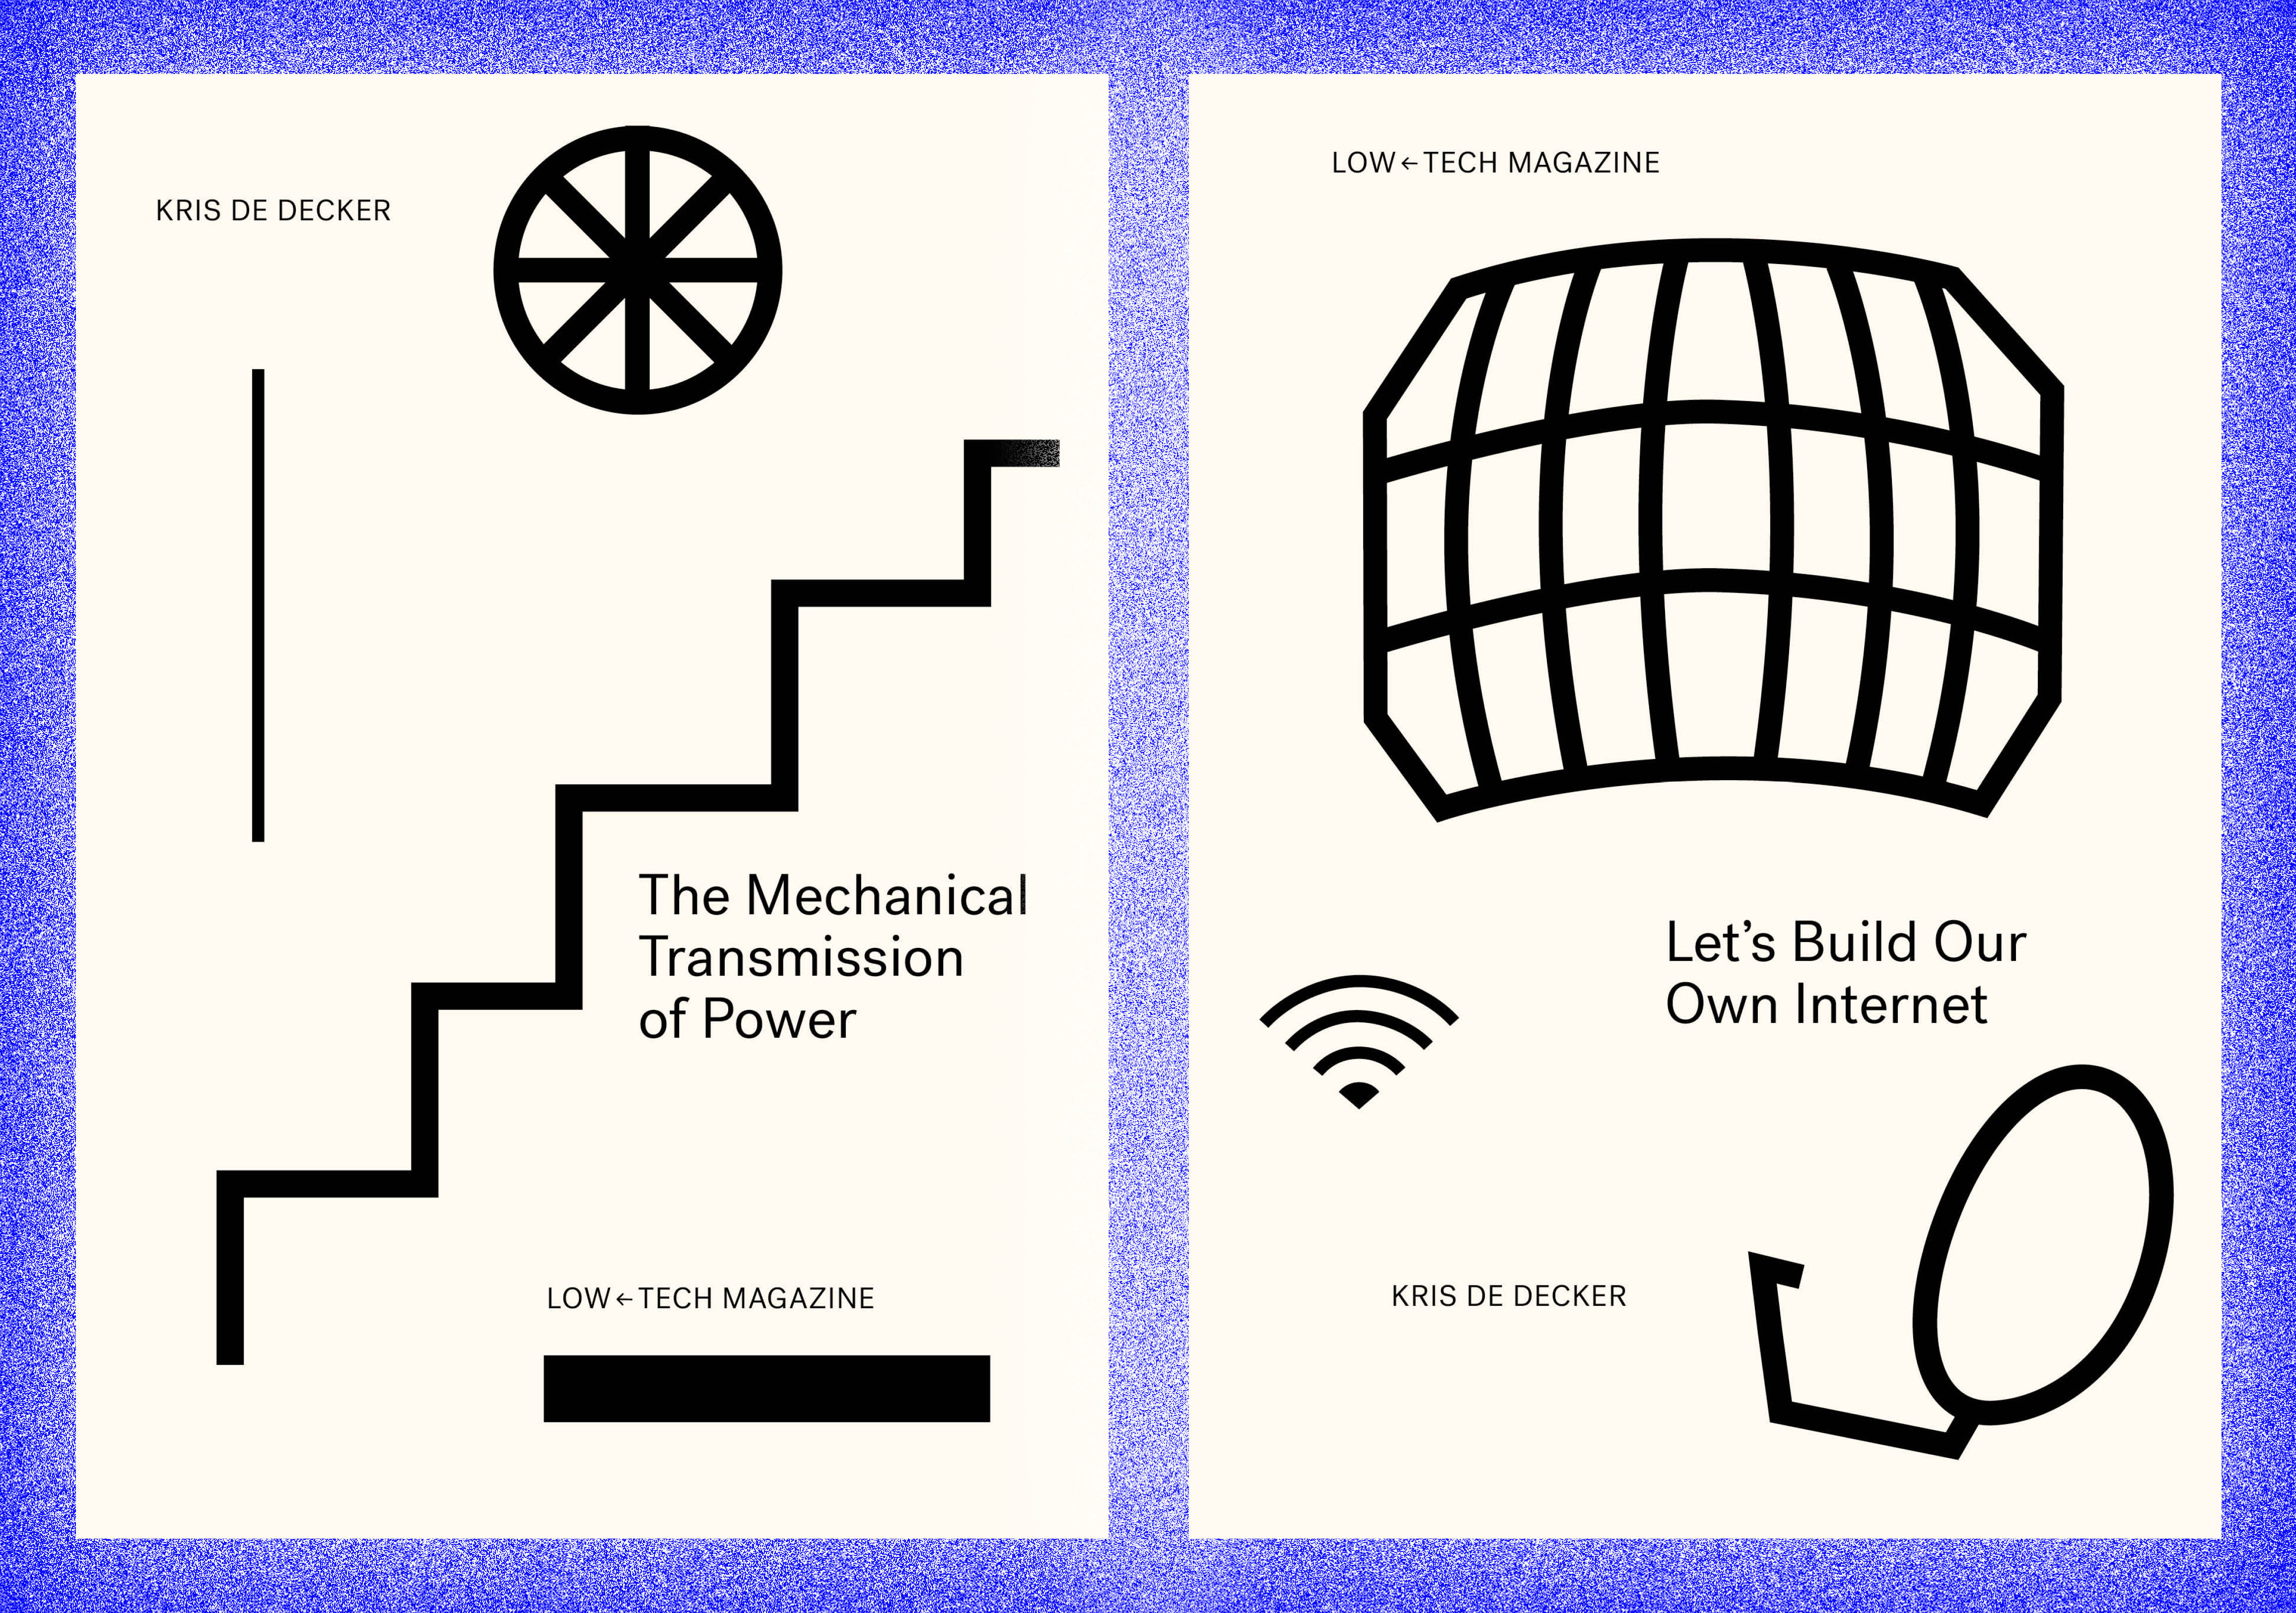 KRIS DE DECKER
The Mechanical
Transmission
of Power
LOW←TECH MAGAZINE
LOW←TECH MAGAZINE
Let’s Build Our
Own Internet
KRIS DE DECKER